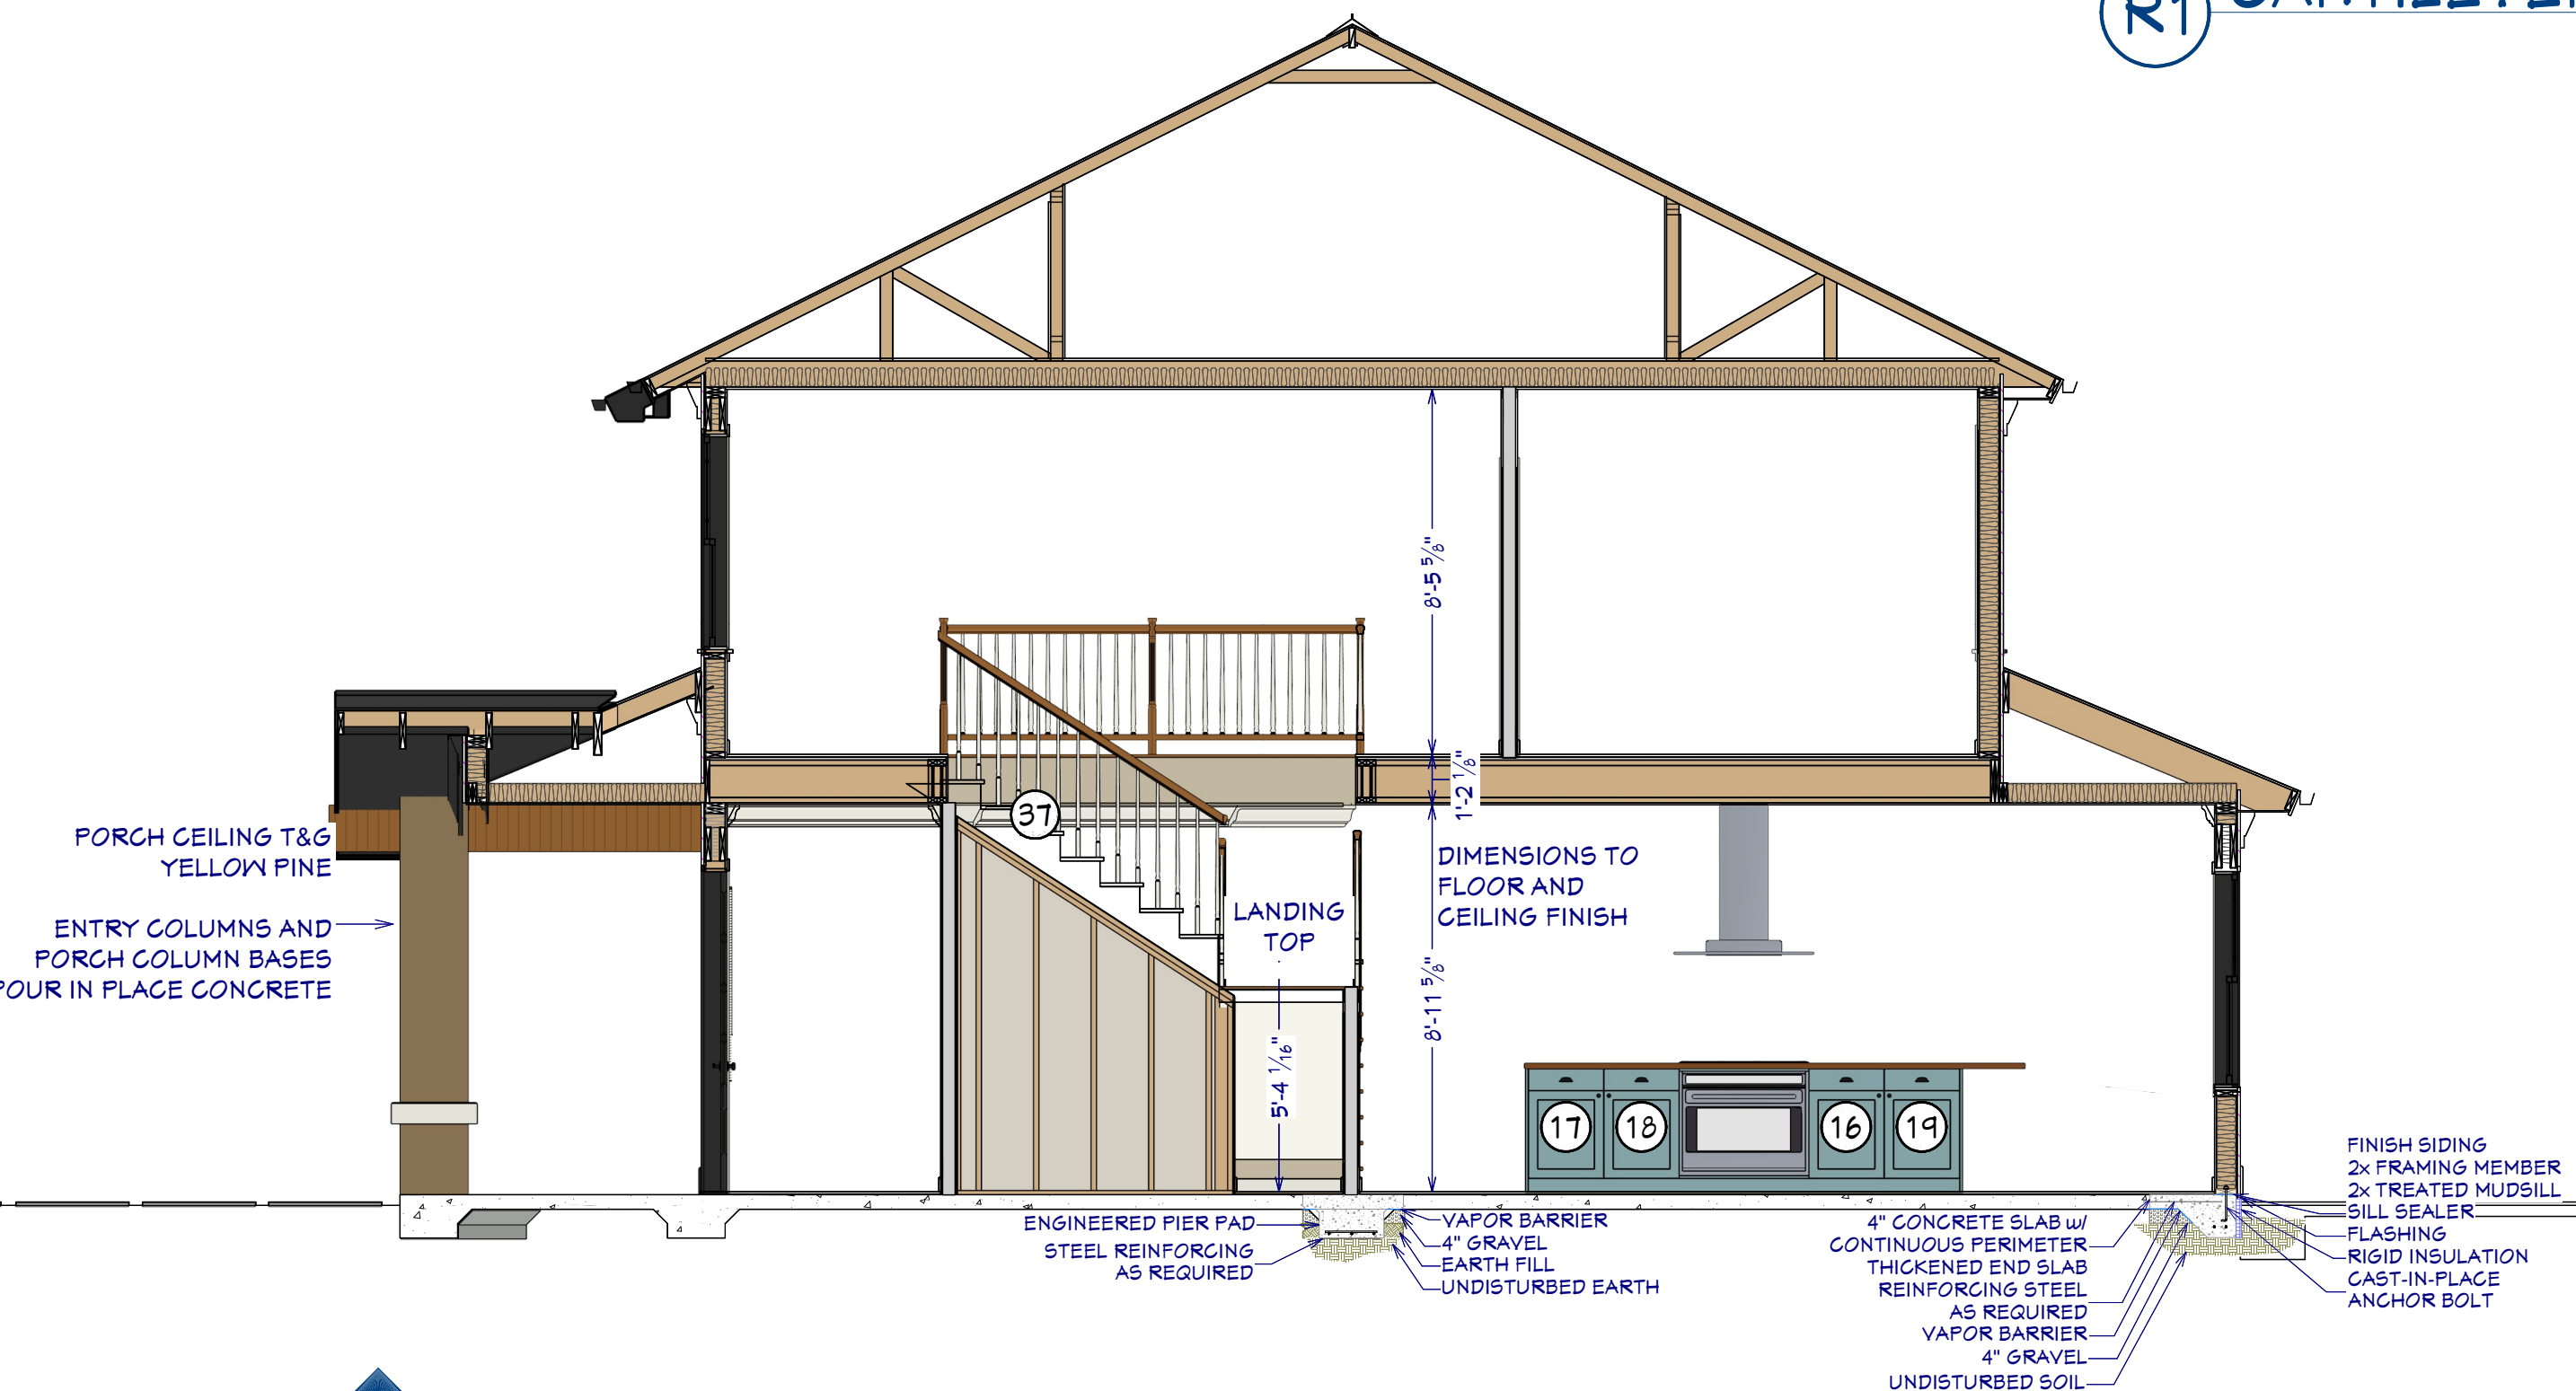 R1
8'-5 5/8"
1'-2 1/8"
37
PORCH CEILING T&G
YELLOW PINE
ENTRY COLUMNS AND
PORCH COLUMN BASES
POUR IN PLACE CONCRETE
DIMENSIONS TO
FLOOR AND
CEILING FINISH
LANDING
TOP
8'-11 5/8"
5'-4 1/16"
17
18
16
19
ENGINEERED PIER PAD
STEEL REINFORCING
AS REQUIRED
VAPOR BARRIER
4" GRAVEL
EARTH FILL
UNDISTURBED EARTH
4" CONCRETE SLAB w/
CONTINUOUS PERIMETER
THICKENED END SLAB
REINFORCING STEEL
AS REQUIRED
VAPOR BARRIER
4" GRAVEL
UNDISTURBED SOIL
FINISH SIDING
2x FRAMING MEMBER
2x TREATED MUDSILL
SILL SEALER
FLASHING
RIGID INSULATION
CAST-IN-PLACE
ANCHOR BOLT